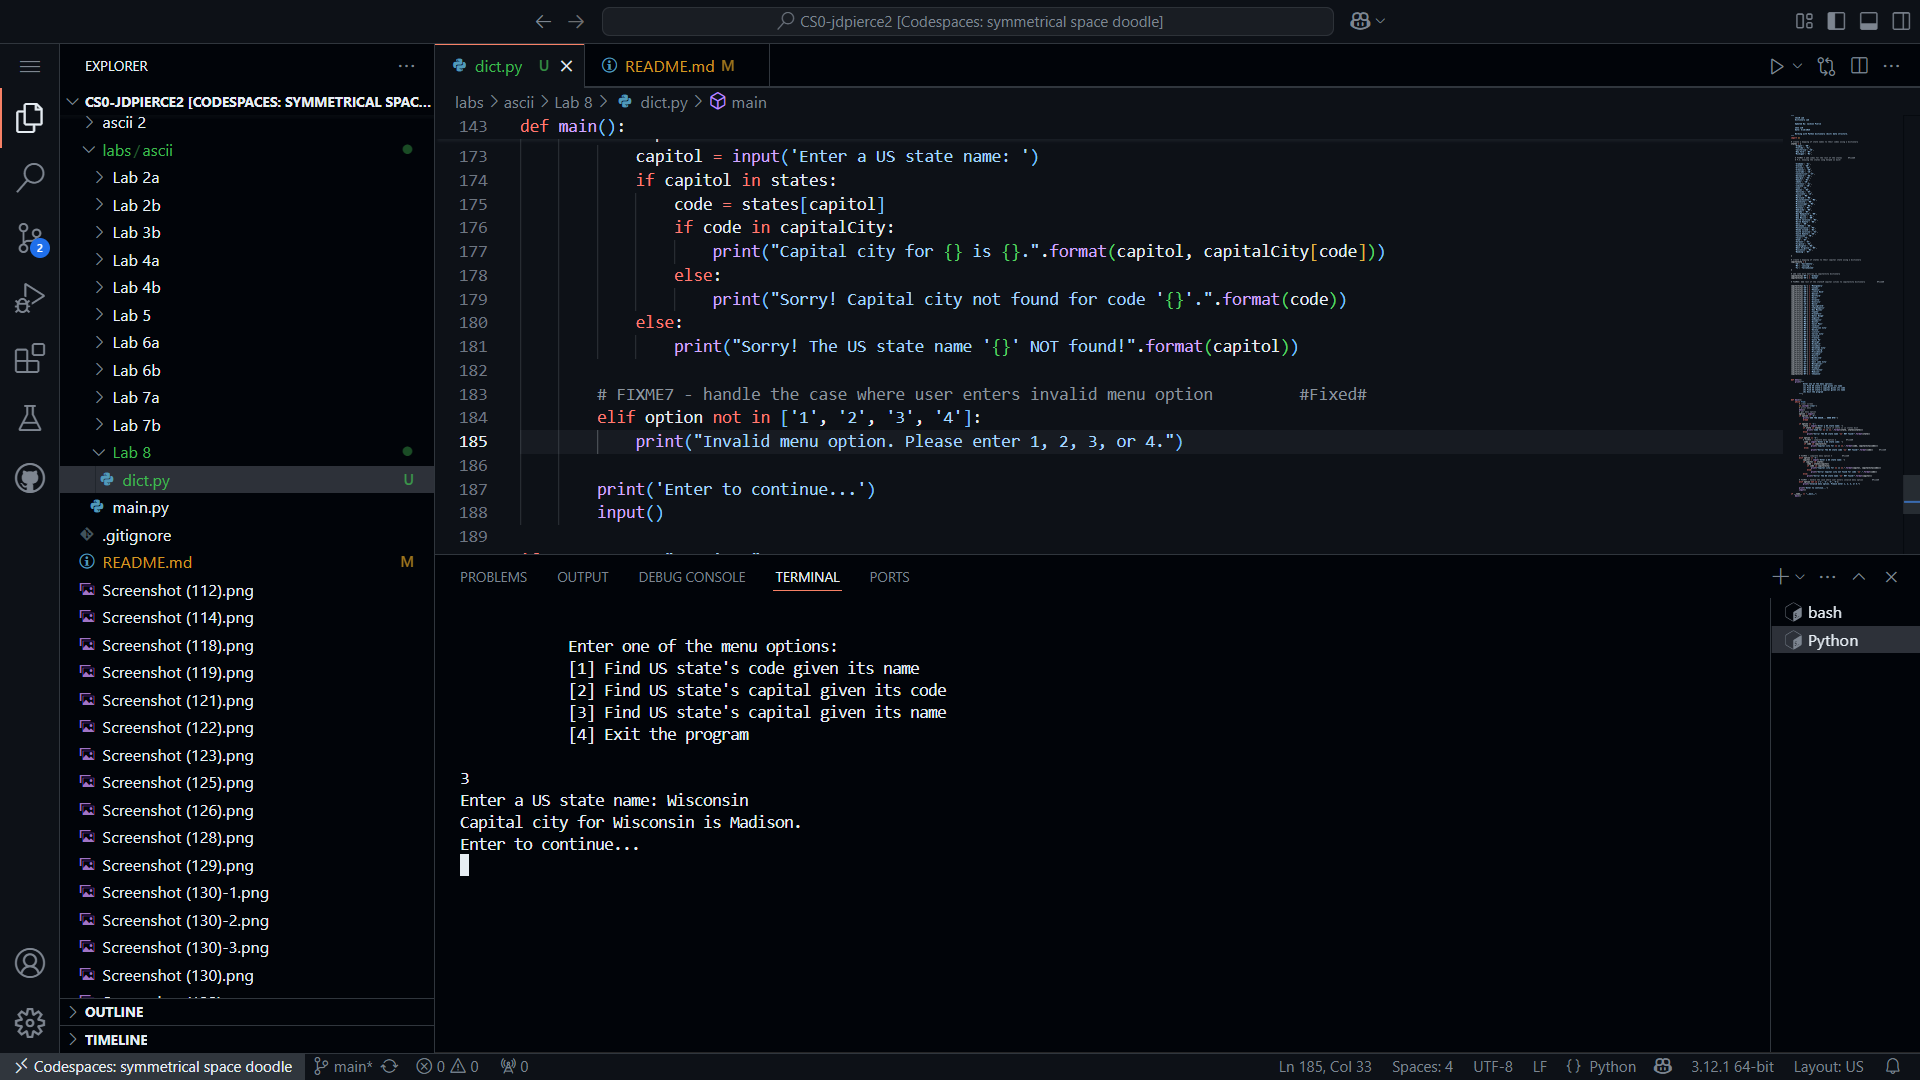 CS0-jdpierce2 [Codespaces: symmetrical space doodle]
EXPLORER
CS0-JDPIERCE2 [CODESPACES: SYMMETRICAL SPAC...
ascii 2
labs / ascii
Lab 2a
Lab 2b
Lab 3b
Lab 4a
Lab 4b
Lab 5
Lab 6a
Lab 6b
Lab 7a
Lab 7b
Lab 8
dict.py U
main.py
.gitignore
README.md M
Screenshot (112).png
Screenshot (114).png
Screenshot (118).png
Screenshot (119).png
Screenshot (121).png
Screenshot (122).png
Screenshot (123).png
Screenshot (125).png
Screenshot (126).png
Screenshot (128).png
Screenshot (129).png
Screenshot (130)-1.png
Screenshot (130)-2.png
Screenshot (130)-3.png
Screenshot (130).png
OUTLINE
TIMELINE
2
dict.py U
README.md M
labs > ascii > Lab 8 > dict.py > main
143 def main():
173 capitol = input('Enter a US state name: ')
174 if capitol in states:
175 code = states[capitol]
176 if code in capitalCity:
177 print("Capital city for {} is {}.".format(capitol, capitalCity[code]))
178 else:
179 print("Sorry! Capital city not found for code '{}'.".format(code))
180 else:
181 print("Sorry! The US state name '{}' NOT found!".format(capitol))
182
183 # FIXME7 - handle the case where user enters invalid menu option #Fixed#
184 elif option not in ['1', '2', '3', '4']:
185 print("Invalid menu option. Please enter 1, 2, 3, or 4.")
186
187 print('Enter to continue...')
188 input()
189
PROBLEMS OUTPUT DEBUG CONSOLE TERMINAL PORTS
Enter one of the menu options:
[1] Find US state's code given its name
[2] Find US state's capital given its code
[3] Find US state's capital given its name
[4] Exit the program
3
Enter a US state name: Wisconsin
Capital city for Wisconsin is Madison.
Enter to continue...
bash
Python
Codespaces: symmetrical space doodle main* 0 0 0 Ln 185, Col 33 Spaces: 4 UTF-8 LF {} Python 3.12.1 64-bit Layout: US